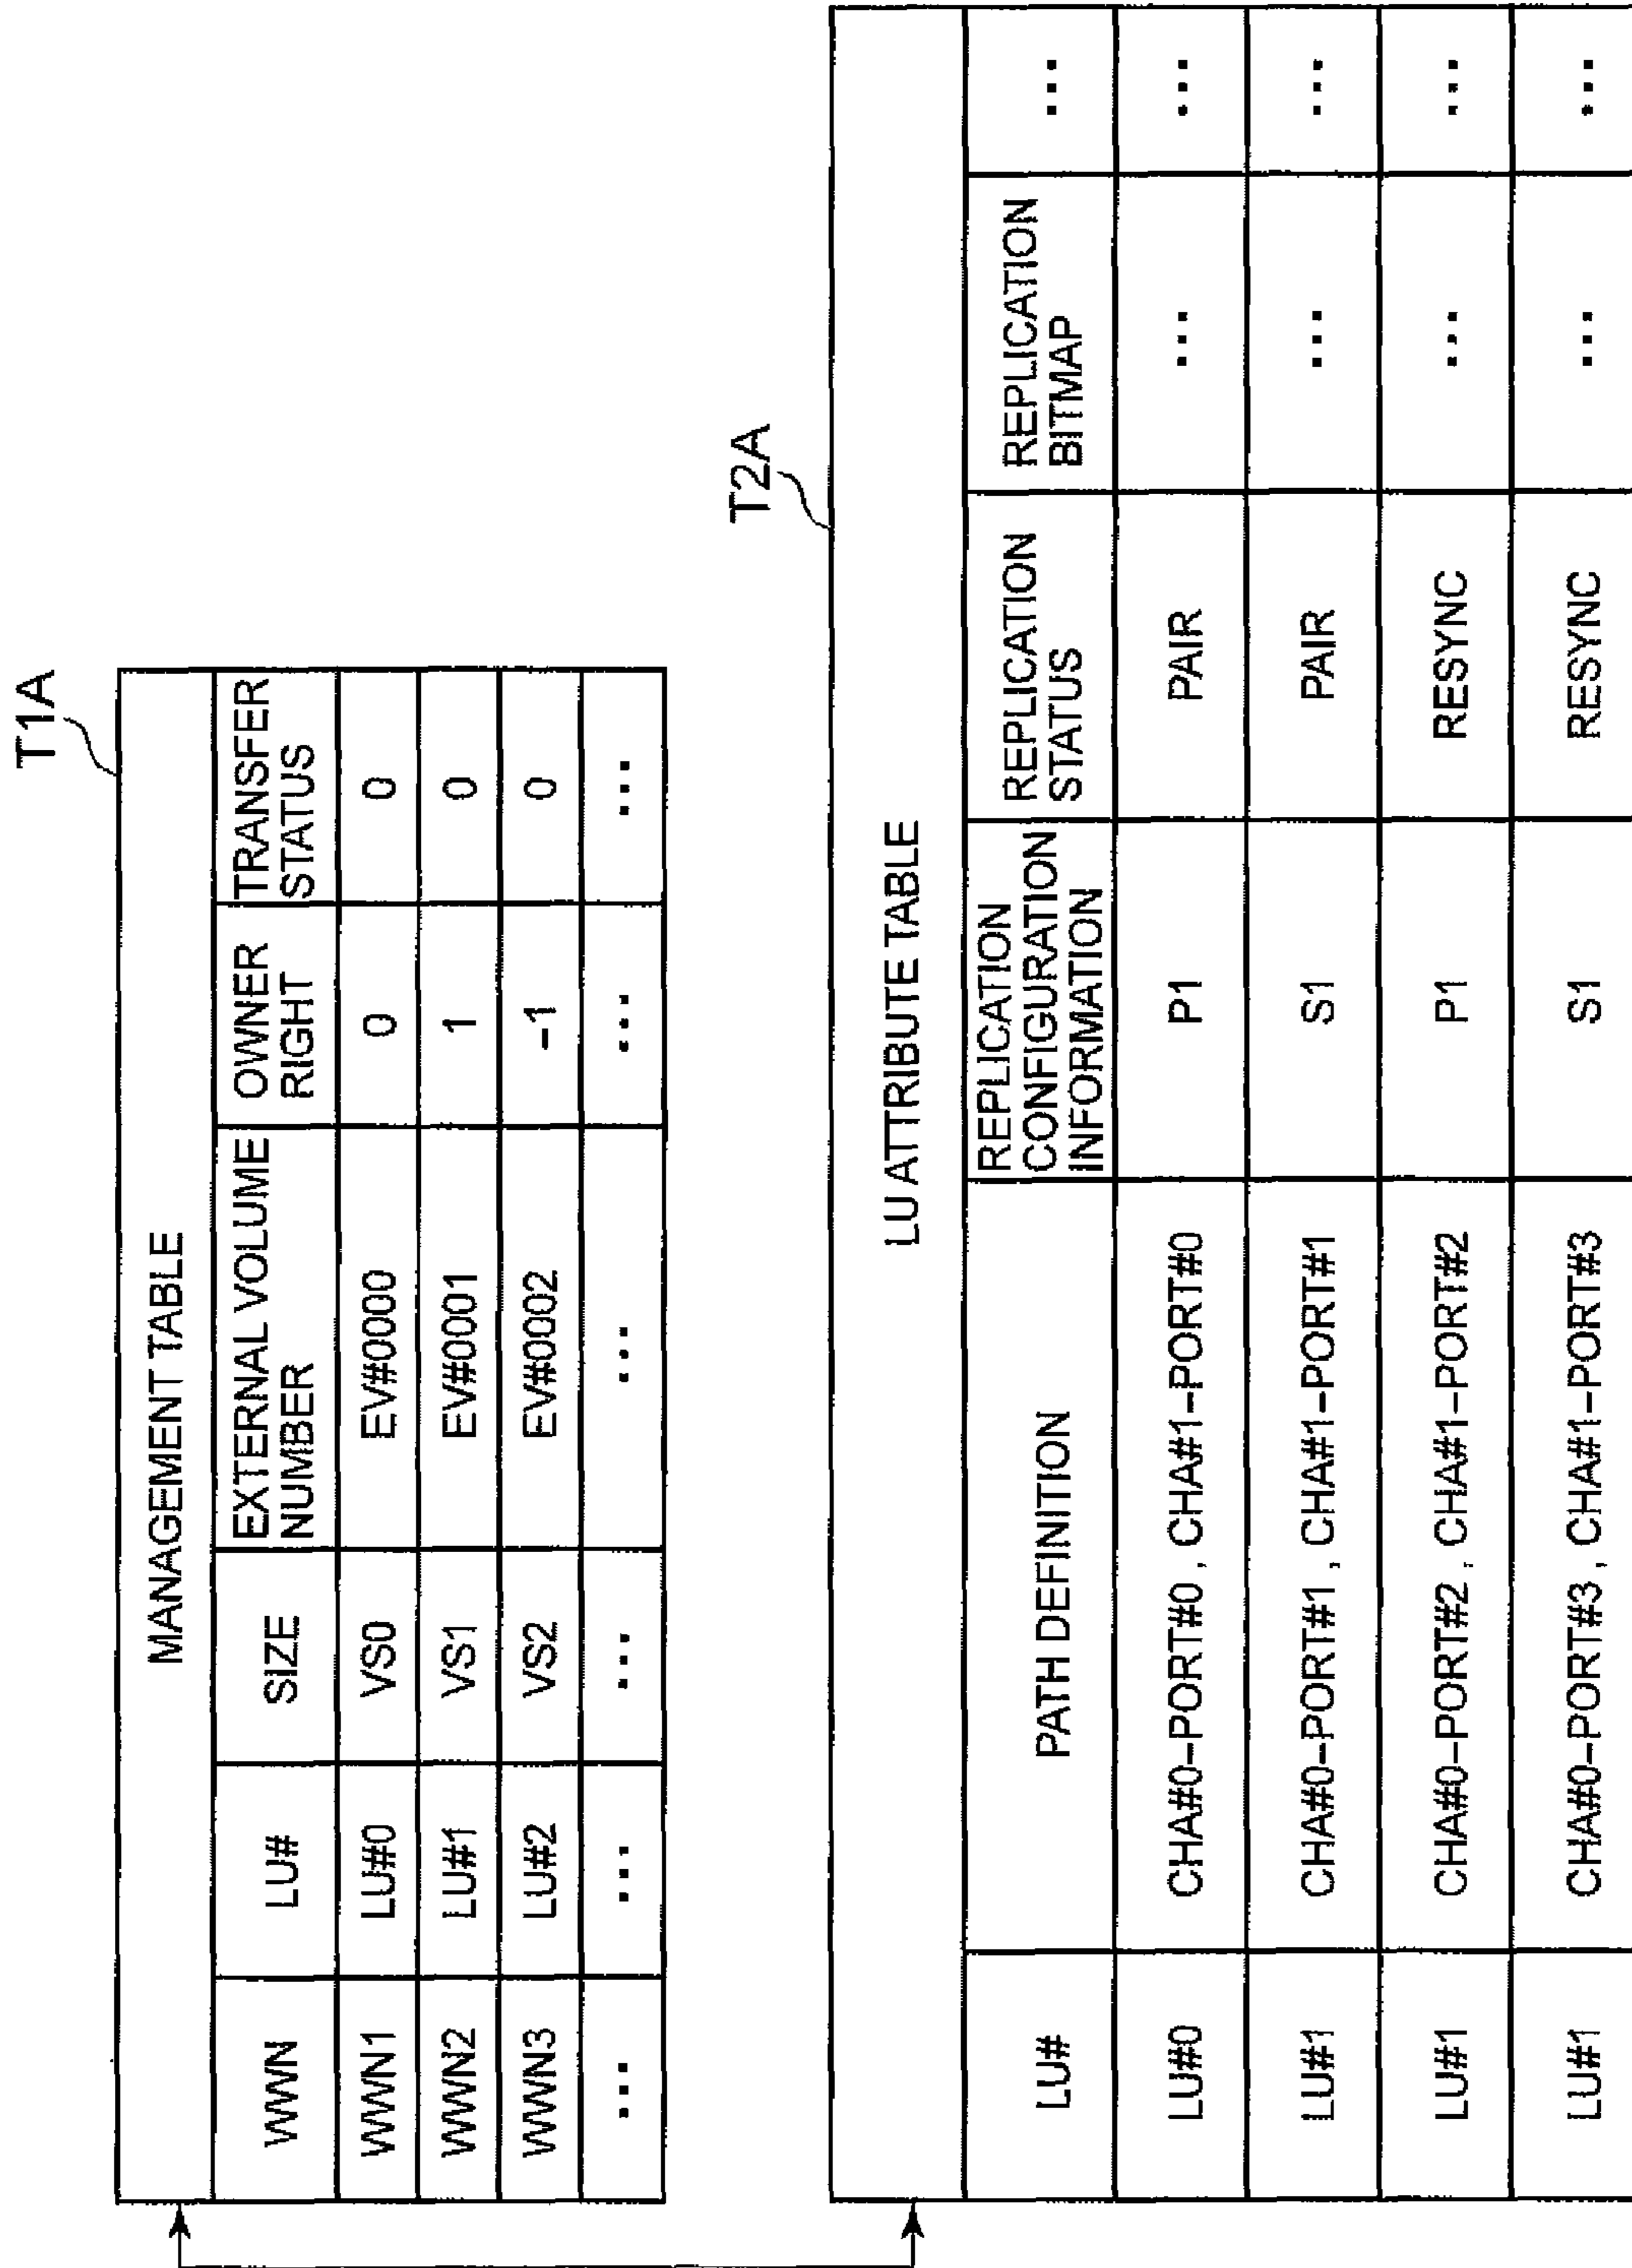 T1A
MANAGEMENT TABLE
WWN LU# SIZE EXTERNAL VOLUME NUMBER OWNER RIGHT TRANSFER STATUS
WWN1 LU#0 VS0 EV#0000 0 0
WWN2 LU#1 VS1 EV#0001 1 0
WWN3 LU#2 VS2 EV#0002 -1 0
... ... ... ... ... ...
T2A
LU ATTRIBUTE TABLE
LU# PATH DEFINITION REPLICATION CONFIGURATION INFORMATION REPLICATION STATUS REPLICATION BITMAP ...
LU#0 CHA#0-PORT#0, CHA#1-PORT#0 P1 PAIR ... ...
LU#1 CHA#0-PORT#1, CHA#1-PORT#1 S1 PAIR ... ...
LU#1 CHA#0-PORT#2, CHA#1-PORT#2 P1 RESYNC ... ...
LU#1 CHA#0-PORT#3, CHA#1-PORT#3 S1 RESYNC ... ...